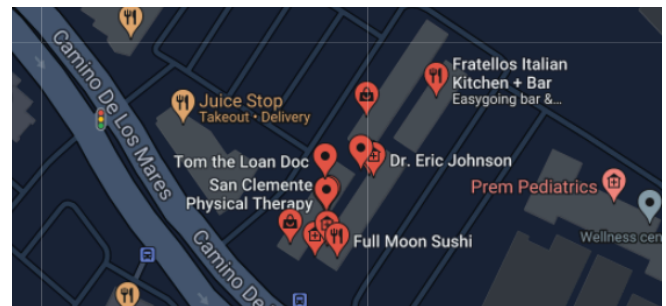 Fratellos Italian
Kitchen + Bar
Easygoing bar &...
Camino De Los Mares
Juice Stop
Takeout • Delivery
Tom the Loan Doc
Dr. Eric Johnson
San Clemente
Physical Therapy
Prem Pediatrics
Wellness cen
Full Moon Sushi
Camino De